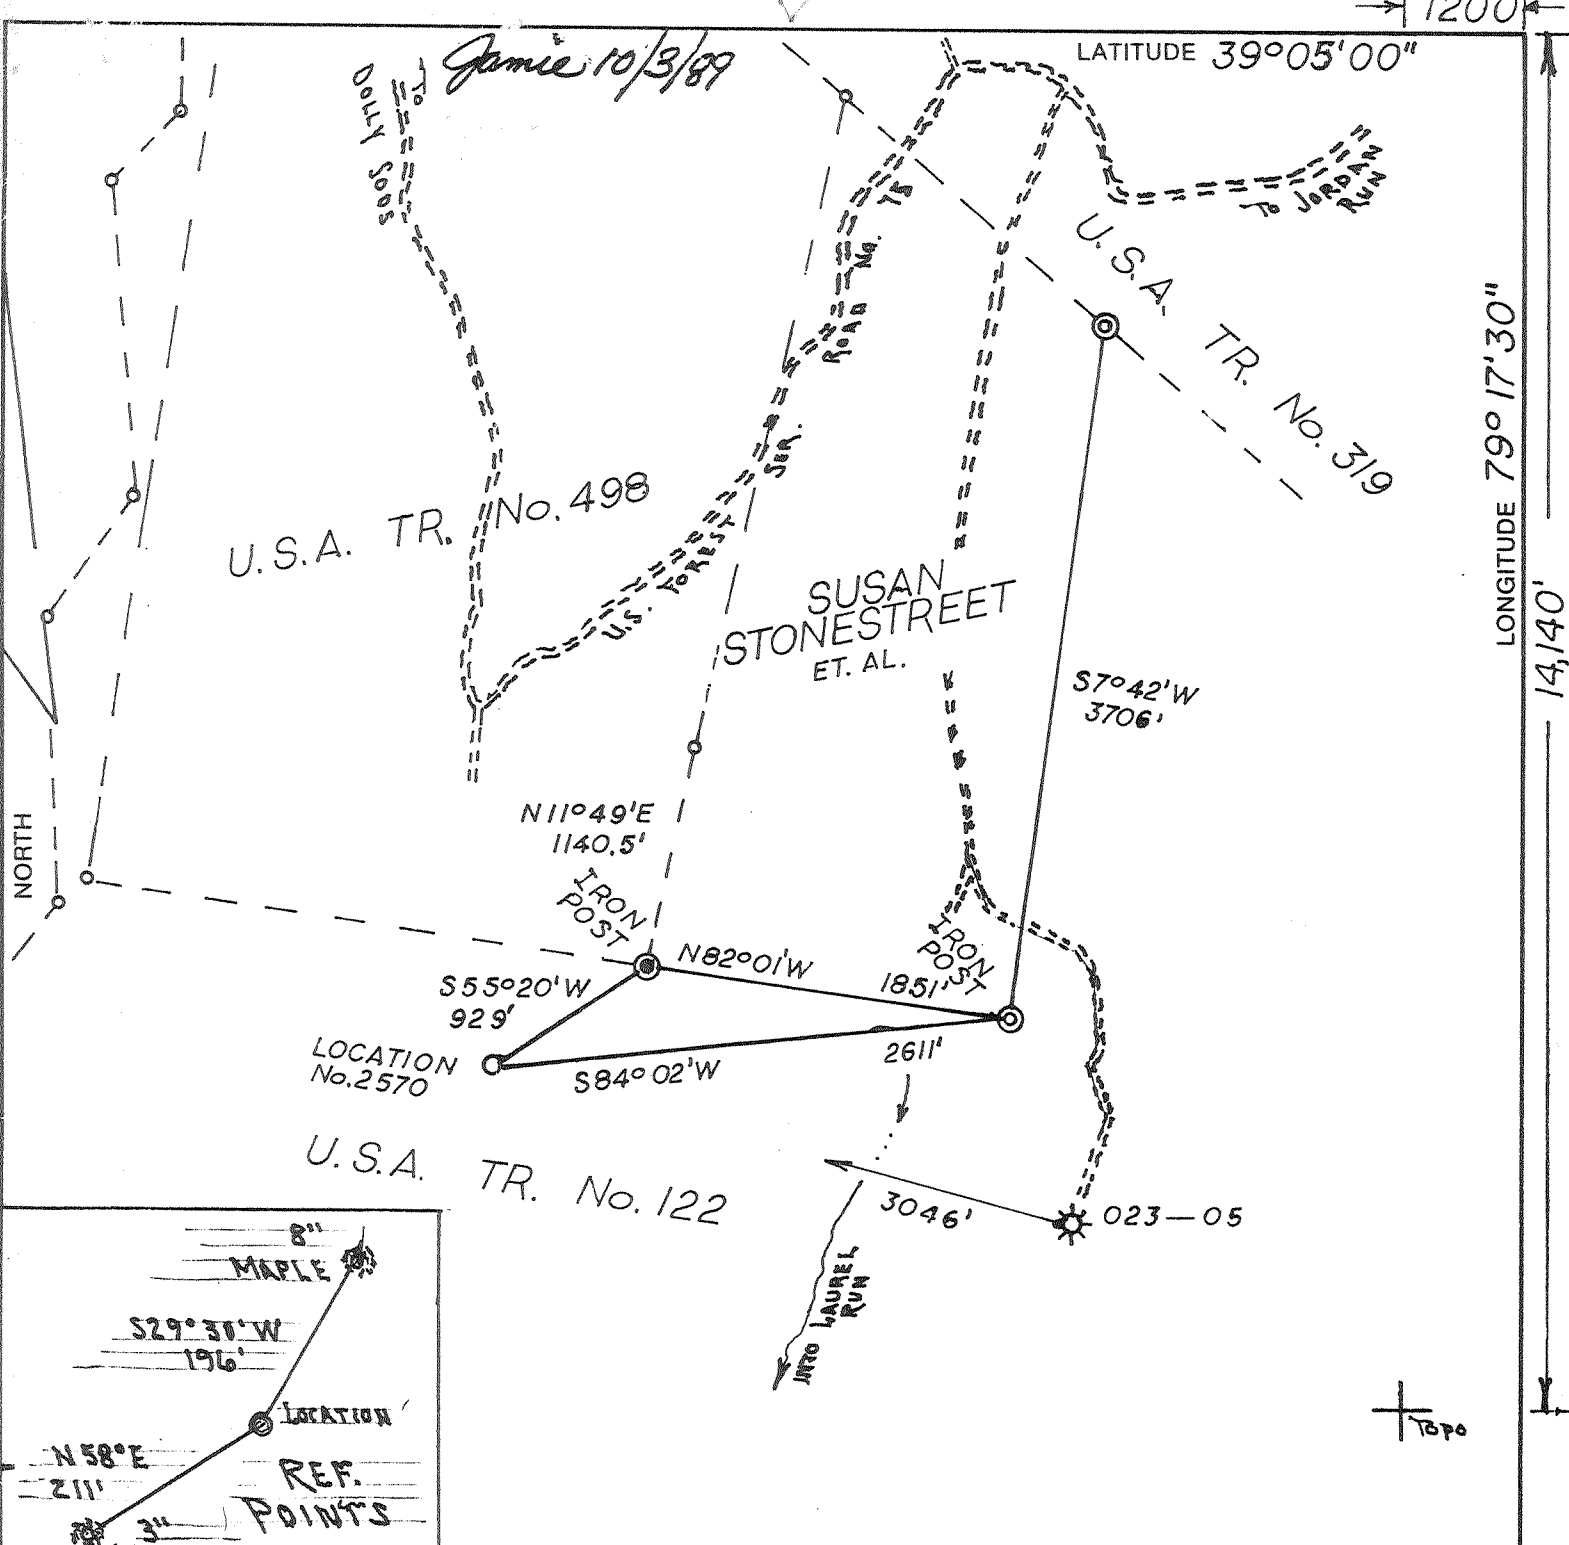 1200
Jamie 10/3/89
LATITUDE 39°05'00"
TO
DOLLY SODS
TO JORDAN
RUN
U.S.A. TR. No. 319
LONGITUDE 79° 17' 30"
14,140'
U.S. FOREST SER. ROAD No. 75
U.S.A. TR. No. 498
SUSAN
STONESTREET
ET. AL.
S7°42'W
3706'
NORTH
N11°49'E
1140.5'
IRON
POST
IRON
POST
N82°01'W
1851'
S55°20'W
929'
LOCATION
No.2570
S84°02'W
2611'
U.S.A. TR. No. 122
3046'
023-05
INTO LAUREL
RUN
Topo
8"
MAPLE
196'
LOCATION
N58°E
211'
REF.
POINTS
3"